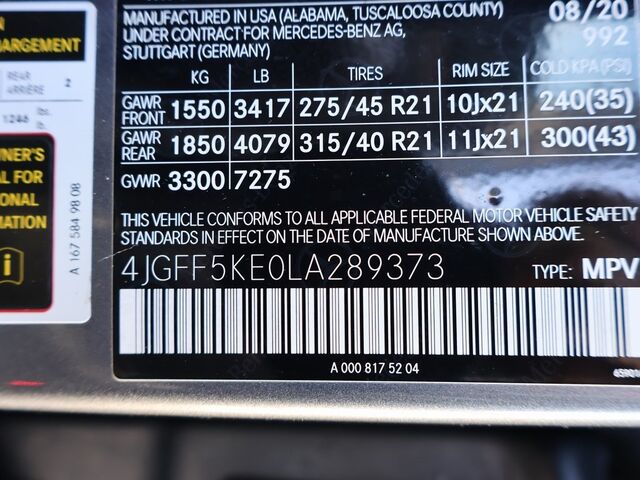 MANUFACTURED IN USA (ALABAMA, TUSCALOOSA COUNTY) 08/20
UNDER CONTRACT FOR MERCEDES-BENZ AG, 992
STUTTGART (GERMANY)
KG LB TIRES RIM SIZE COLD KPA (PSI)
GAWR FRONT 1550 3417 275/45 R21 10Jx21 240(35)
GAWR REAR 1850 4079 315/40 R21 11Jx21 300(43)
GVWR 3300 7275
THIS VEHICLE CONFORMS TO ALL APPLICABLE FEDERAL MOTOR VEHICLE SAFETY
STANDARDS IN EFFECT ON THE DATE OF MANUFACTURE SHOWN ABOVE.
4JGFF5KE0LA289373 TYPE: MPV
A 000 817 52 04
ARGEMENT
REAR
ARRIÈRE 2
1246 lbs.
NER'S
AL FOR
ONAL
MATION
i
A 167 584 98 08